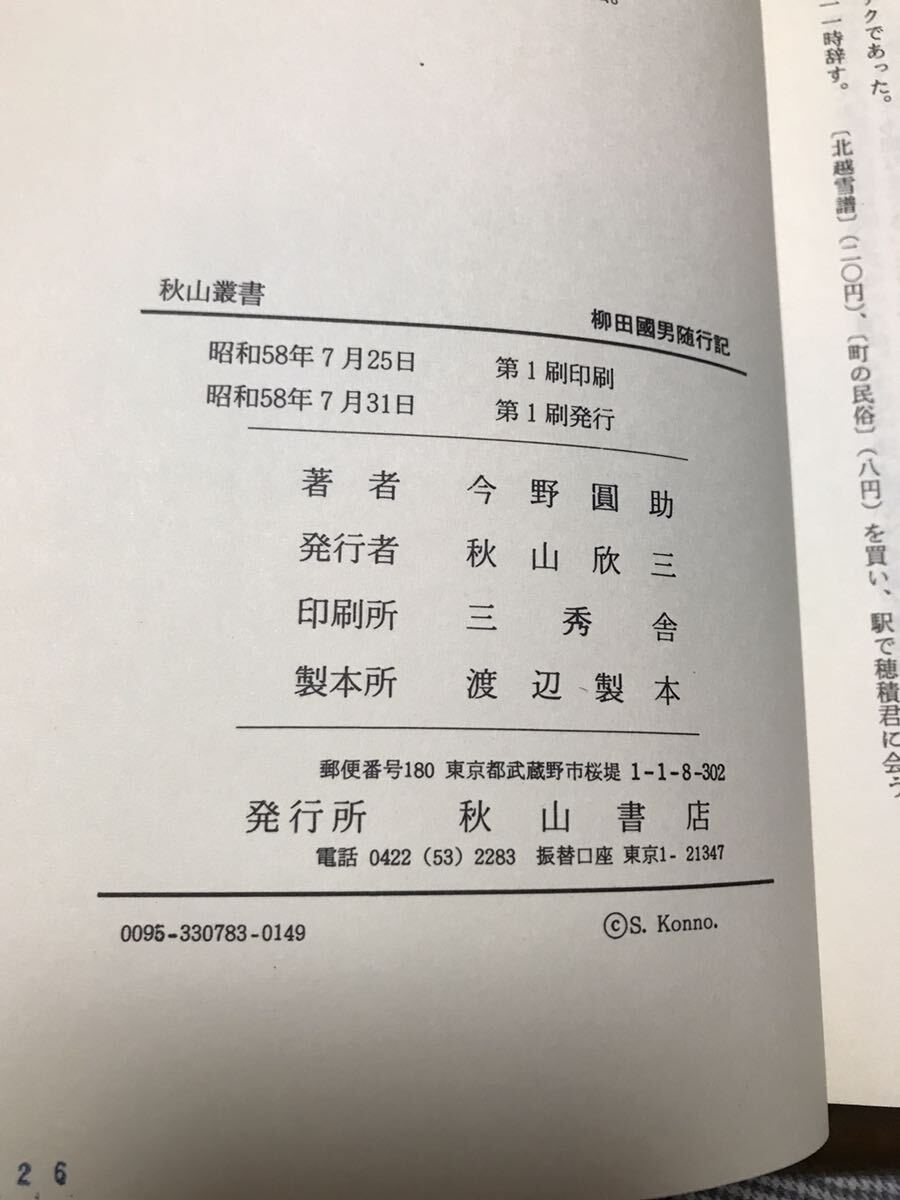 秋山叢書 柳田國男随行記
昭和58年7月25日 第1刷印刷
昭和58年7月31日 第1刷発行
著者 今野圓助
発行者 秋山欣三
印刷所 三秀舎
製本所 渡辺製本
郵便番号180 東京都武蔵野市桜堤1-1-8-302
発行所 秋山書店
電話 0422(53)2283 振替口座 東京1-21347
0095-330783-0149 ©S. Konno.
26
クであった。
一時辞す。〔北越雪譜〕(二〇円)、〔町の民俗〕(八円)を買い、駅で穂積君に会う